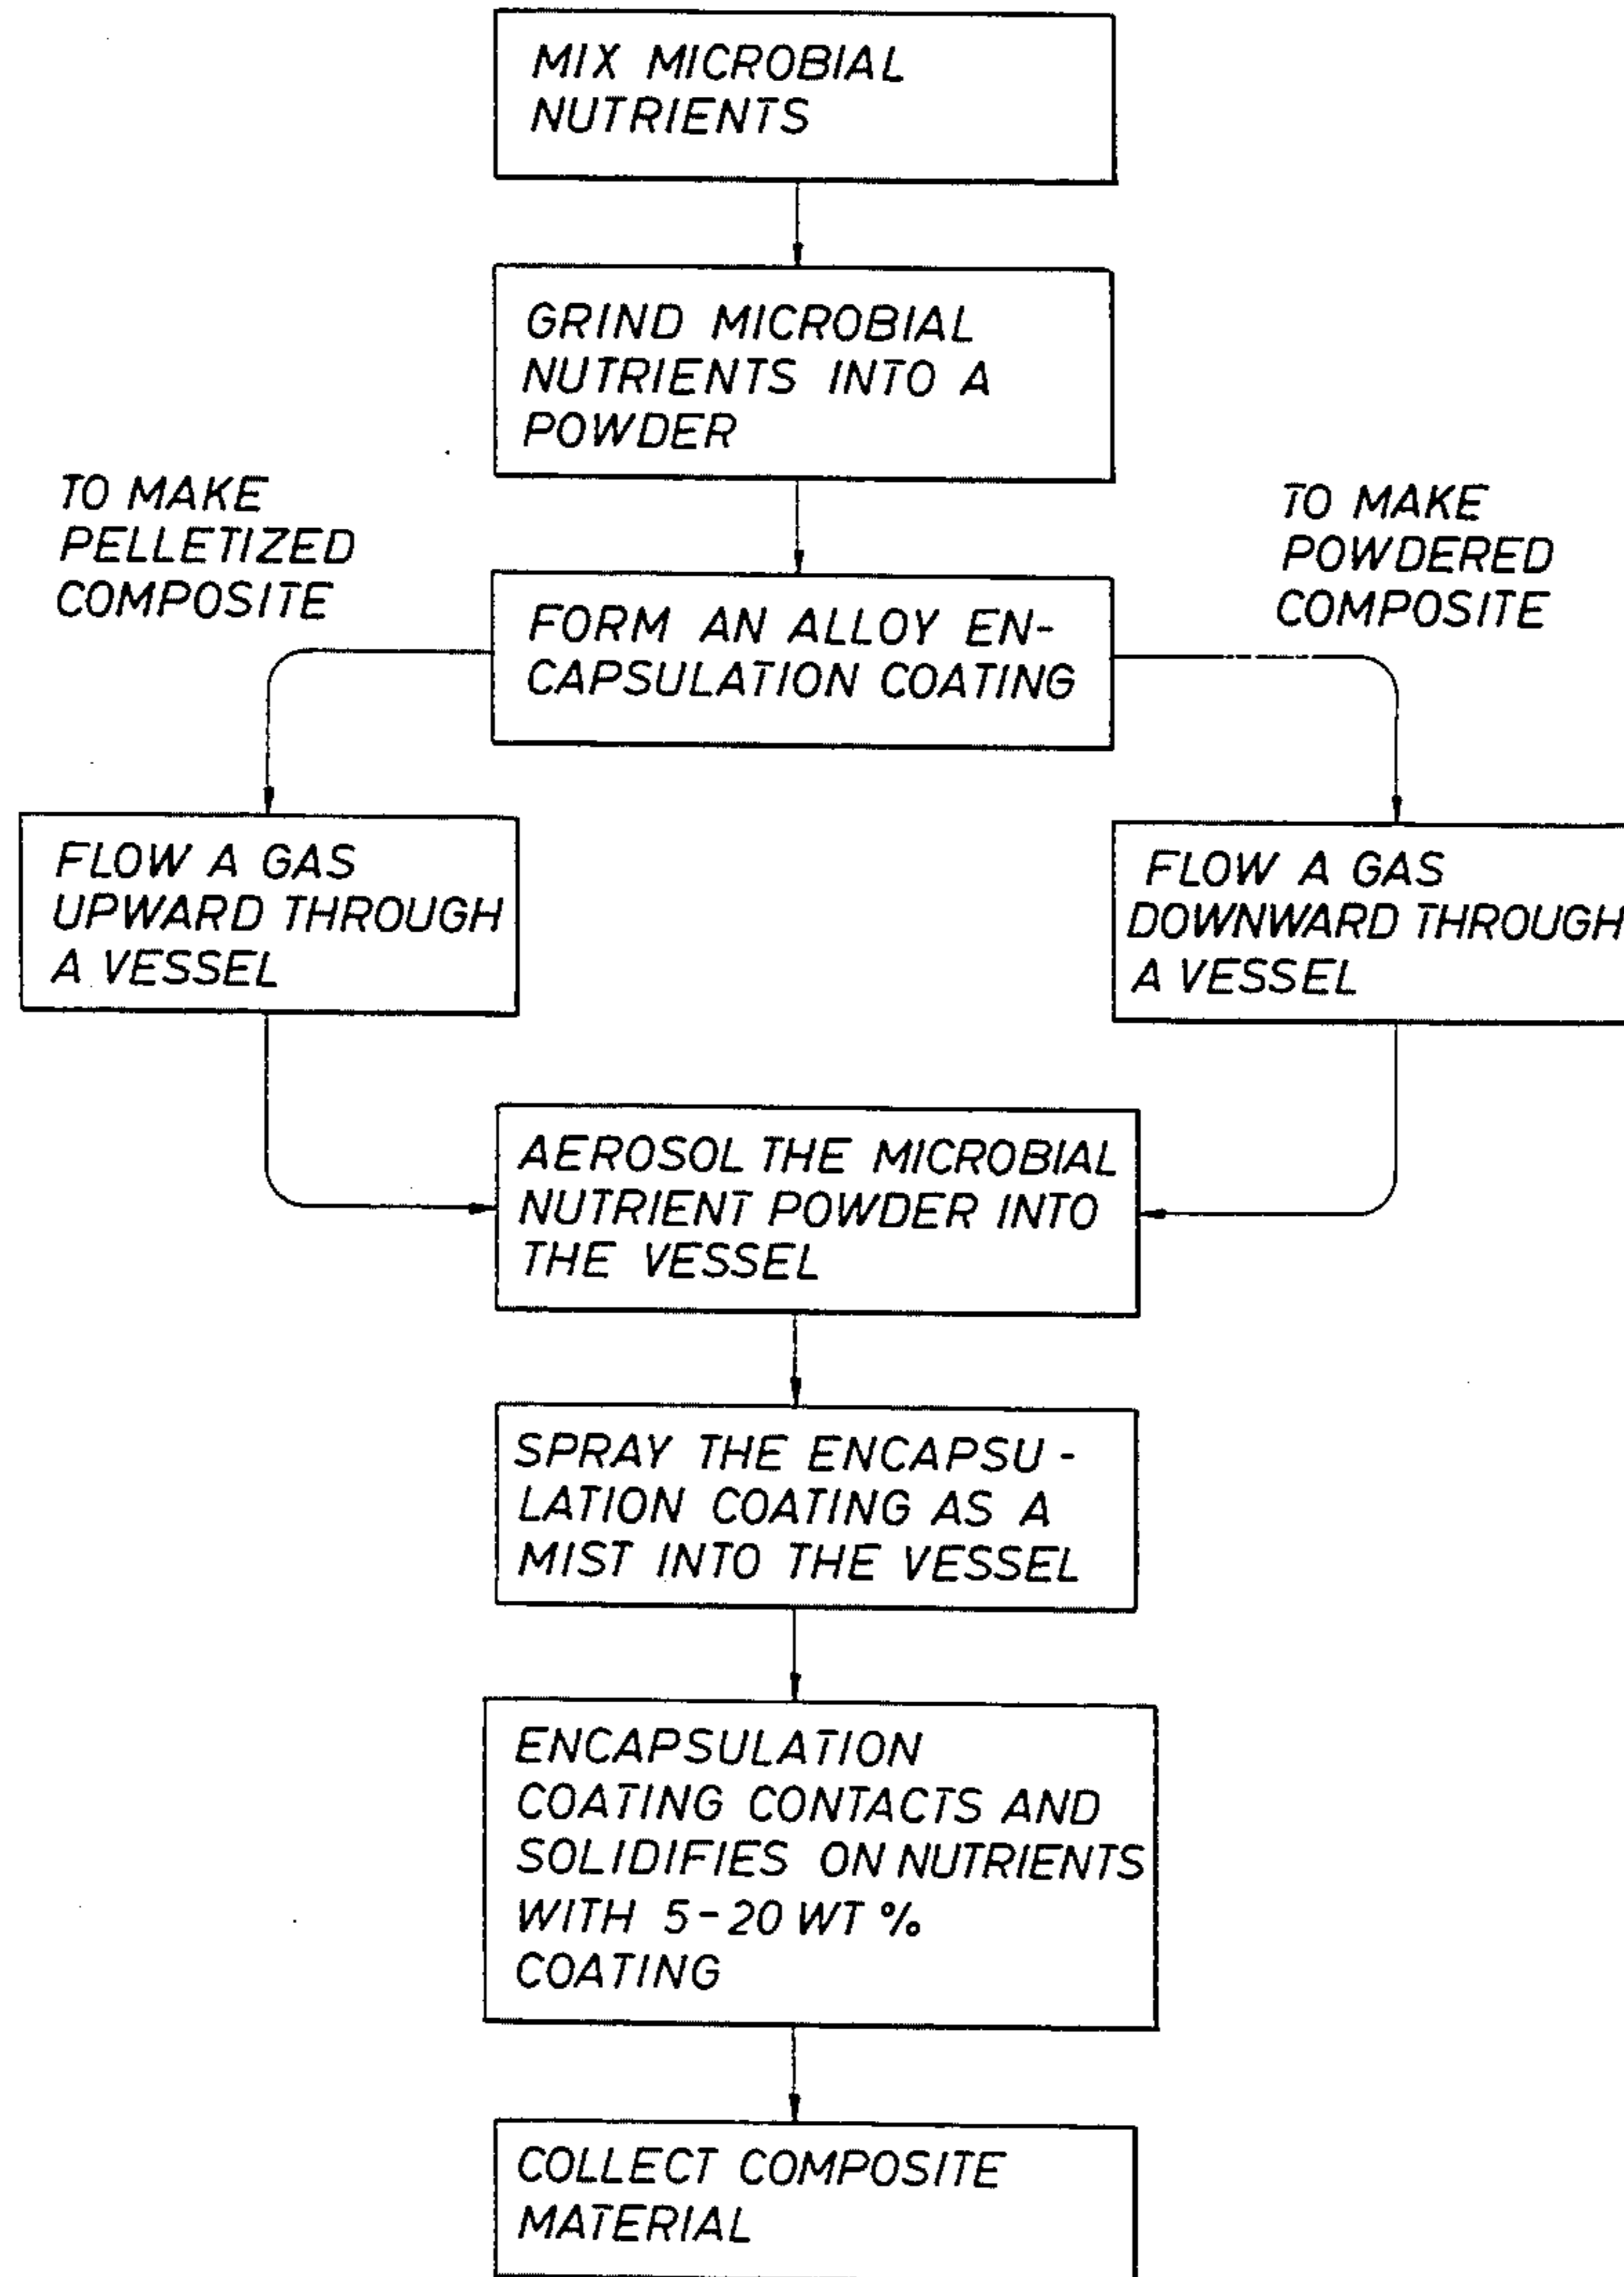 MIX MICROBIAL
NUTRIENTS
GRIND MICROBIAL
NUTRIENTS INTO A
POWDER
TO MAKE
PELLETIZED
COMPOSITE
TO MAKE
POWDERED
COMPOSITE
FORM AN ALLOY EN-
CAPSULATION COATING
FLOW A GAS
UPWARD THROUGH
A VESSEL
FLOW A GAS
DOWNWARD THROUGH
A VESSEL
AEROSOL THE MICROBIAL
NUTRIENT POWDER INTO
THE VESSEL
SPRAY THE ENCAPSU-
LATION COATING AS A
MIST INTO THE VESSEL
ENCAPSULATION
COATING CONTACTS AND
SOLIDIFIES ON NUTRIENTS
WITH 5-20 WT %
COATING
COLLECT COMPOSITE
MATERIAL